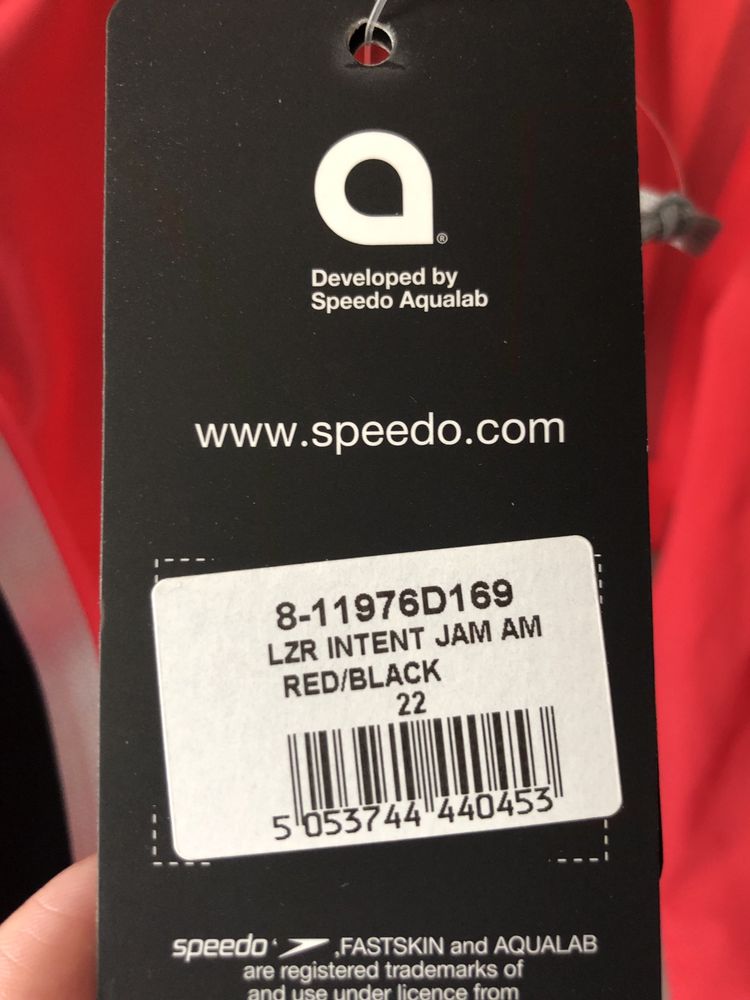 ®
Developed by
Speedo Aqualab
www.speedo.com
8-11976D169
LZR INTENT JAM AM
RED/BLACK
22
5 053744 440453
speedo , FASTSKIN and AQUALAB
are registered trademarks of
and use under licence from